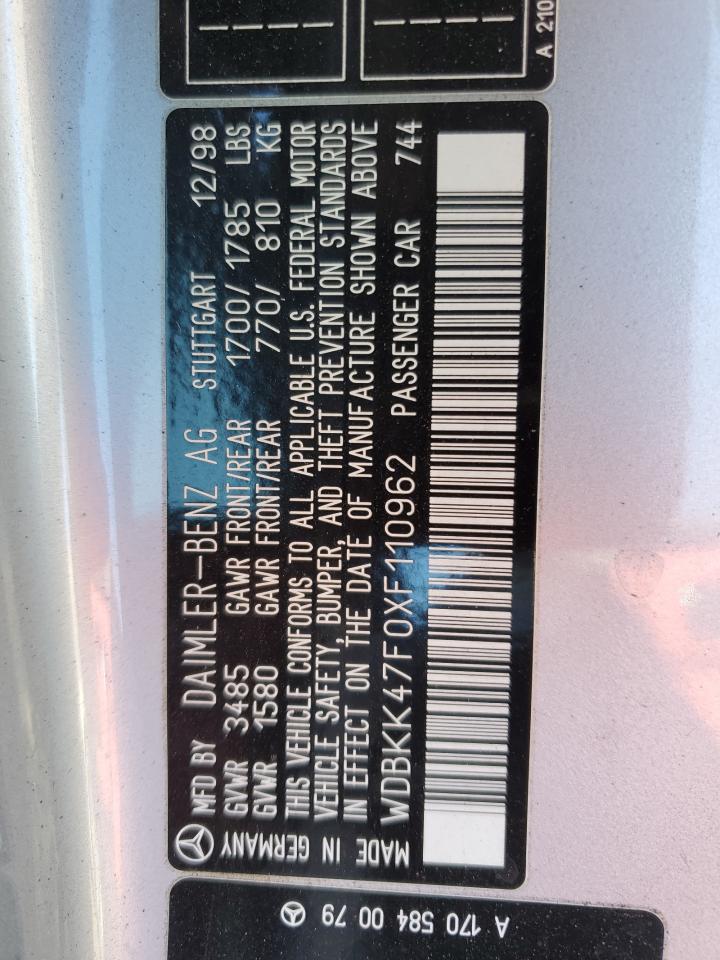 MFD BY DAIMLER-BENZ AG STUTTGART 12/98
GVWR 3485 GAWR FRONT/REAR 1700/1785 LBS
GVWR 1580 GAWR FRONT/REAR 770/ 810 KG
THIS VEHICLE CONFORMS TO ALL APPLICABLE U.S. FEDERAL MOTOR
VEHICLE SAFETY, BUMPER, AND THEFT PREVENTION STANDARDS
IN EFFECT ON THE DATE OF MANUFACTURE SHOWN ABOVE
WDBKK47F0XF110962 PASSENGER CAR 744
MADE IN GERMANY
A 170 584 00 79
A 210